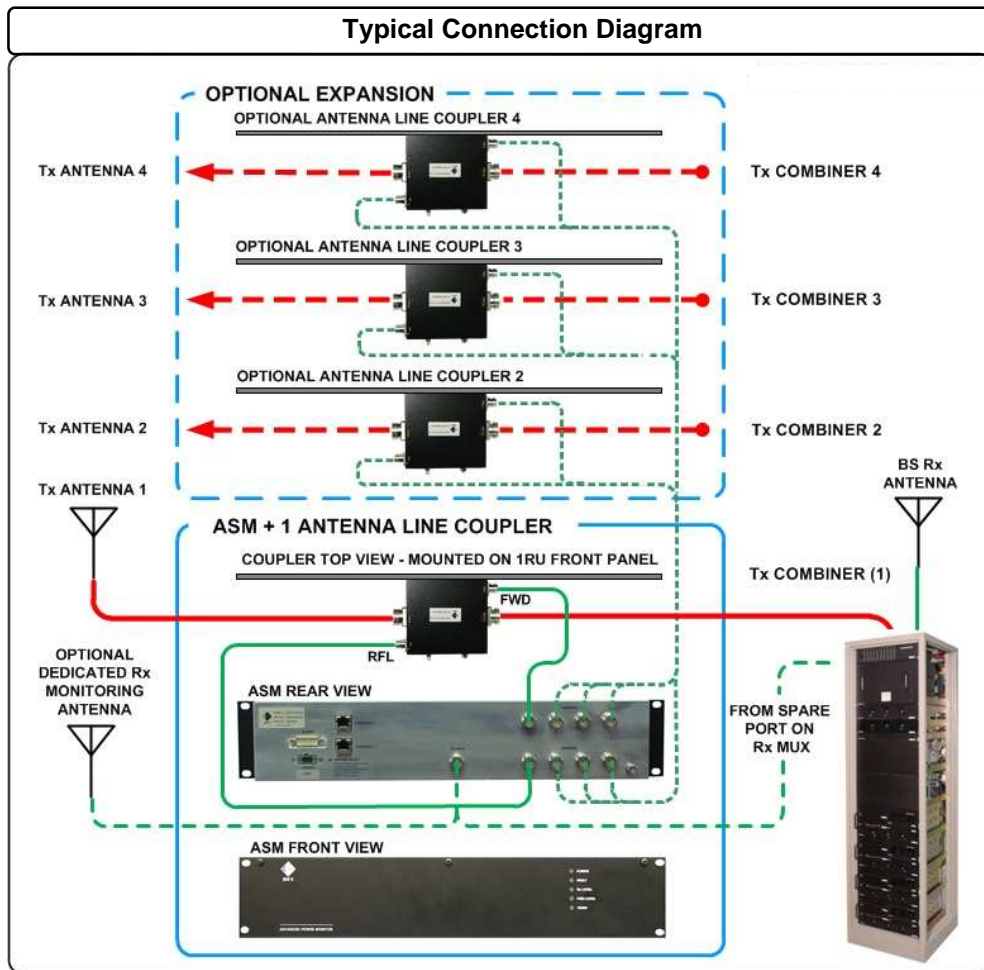 Typical Connection Diagram
OPTIONAL EXPANSION
OPTIONAL ANTENNA LINE COUPLER 4
Tx ANTENNA 4
Tx COMBINER 4
OPTIONAL ANTENNA LINE COUPLER 3
Tx ANTENNA 3
Tx COMBINER 3
OPTIONAL ANTENNA LINE COUPLER 2
Tx ANTENNA 2
Tx COMBINER 2
Tx ANTENNA 1
BS Rx
ANTENNA
ASM + 1 ANTENNA LINE COUPLER
COUPLER TOP VIEW - MOUNTED ON 1RU FRONT PANEL
Tx COMBINER (1)
FWD
RFL
OPTIONAL
DEDICATED Rx
MONITORING
ANTENNA
ASM REAR VIEW
FROM SPARE
PORT ON
Rx MUX
ASM FRONT VIEW
POWER
ADVANCED POWER MONITOR